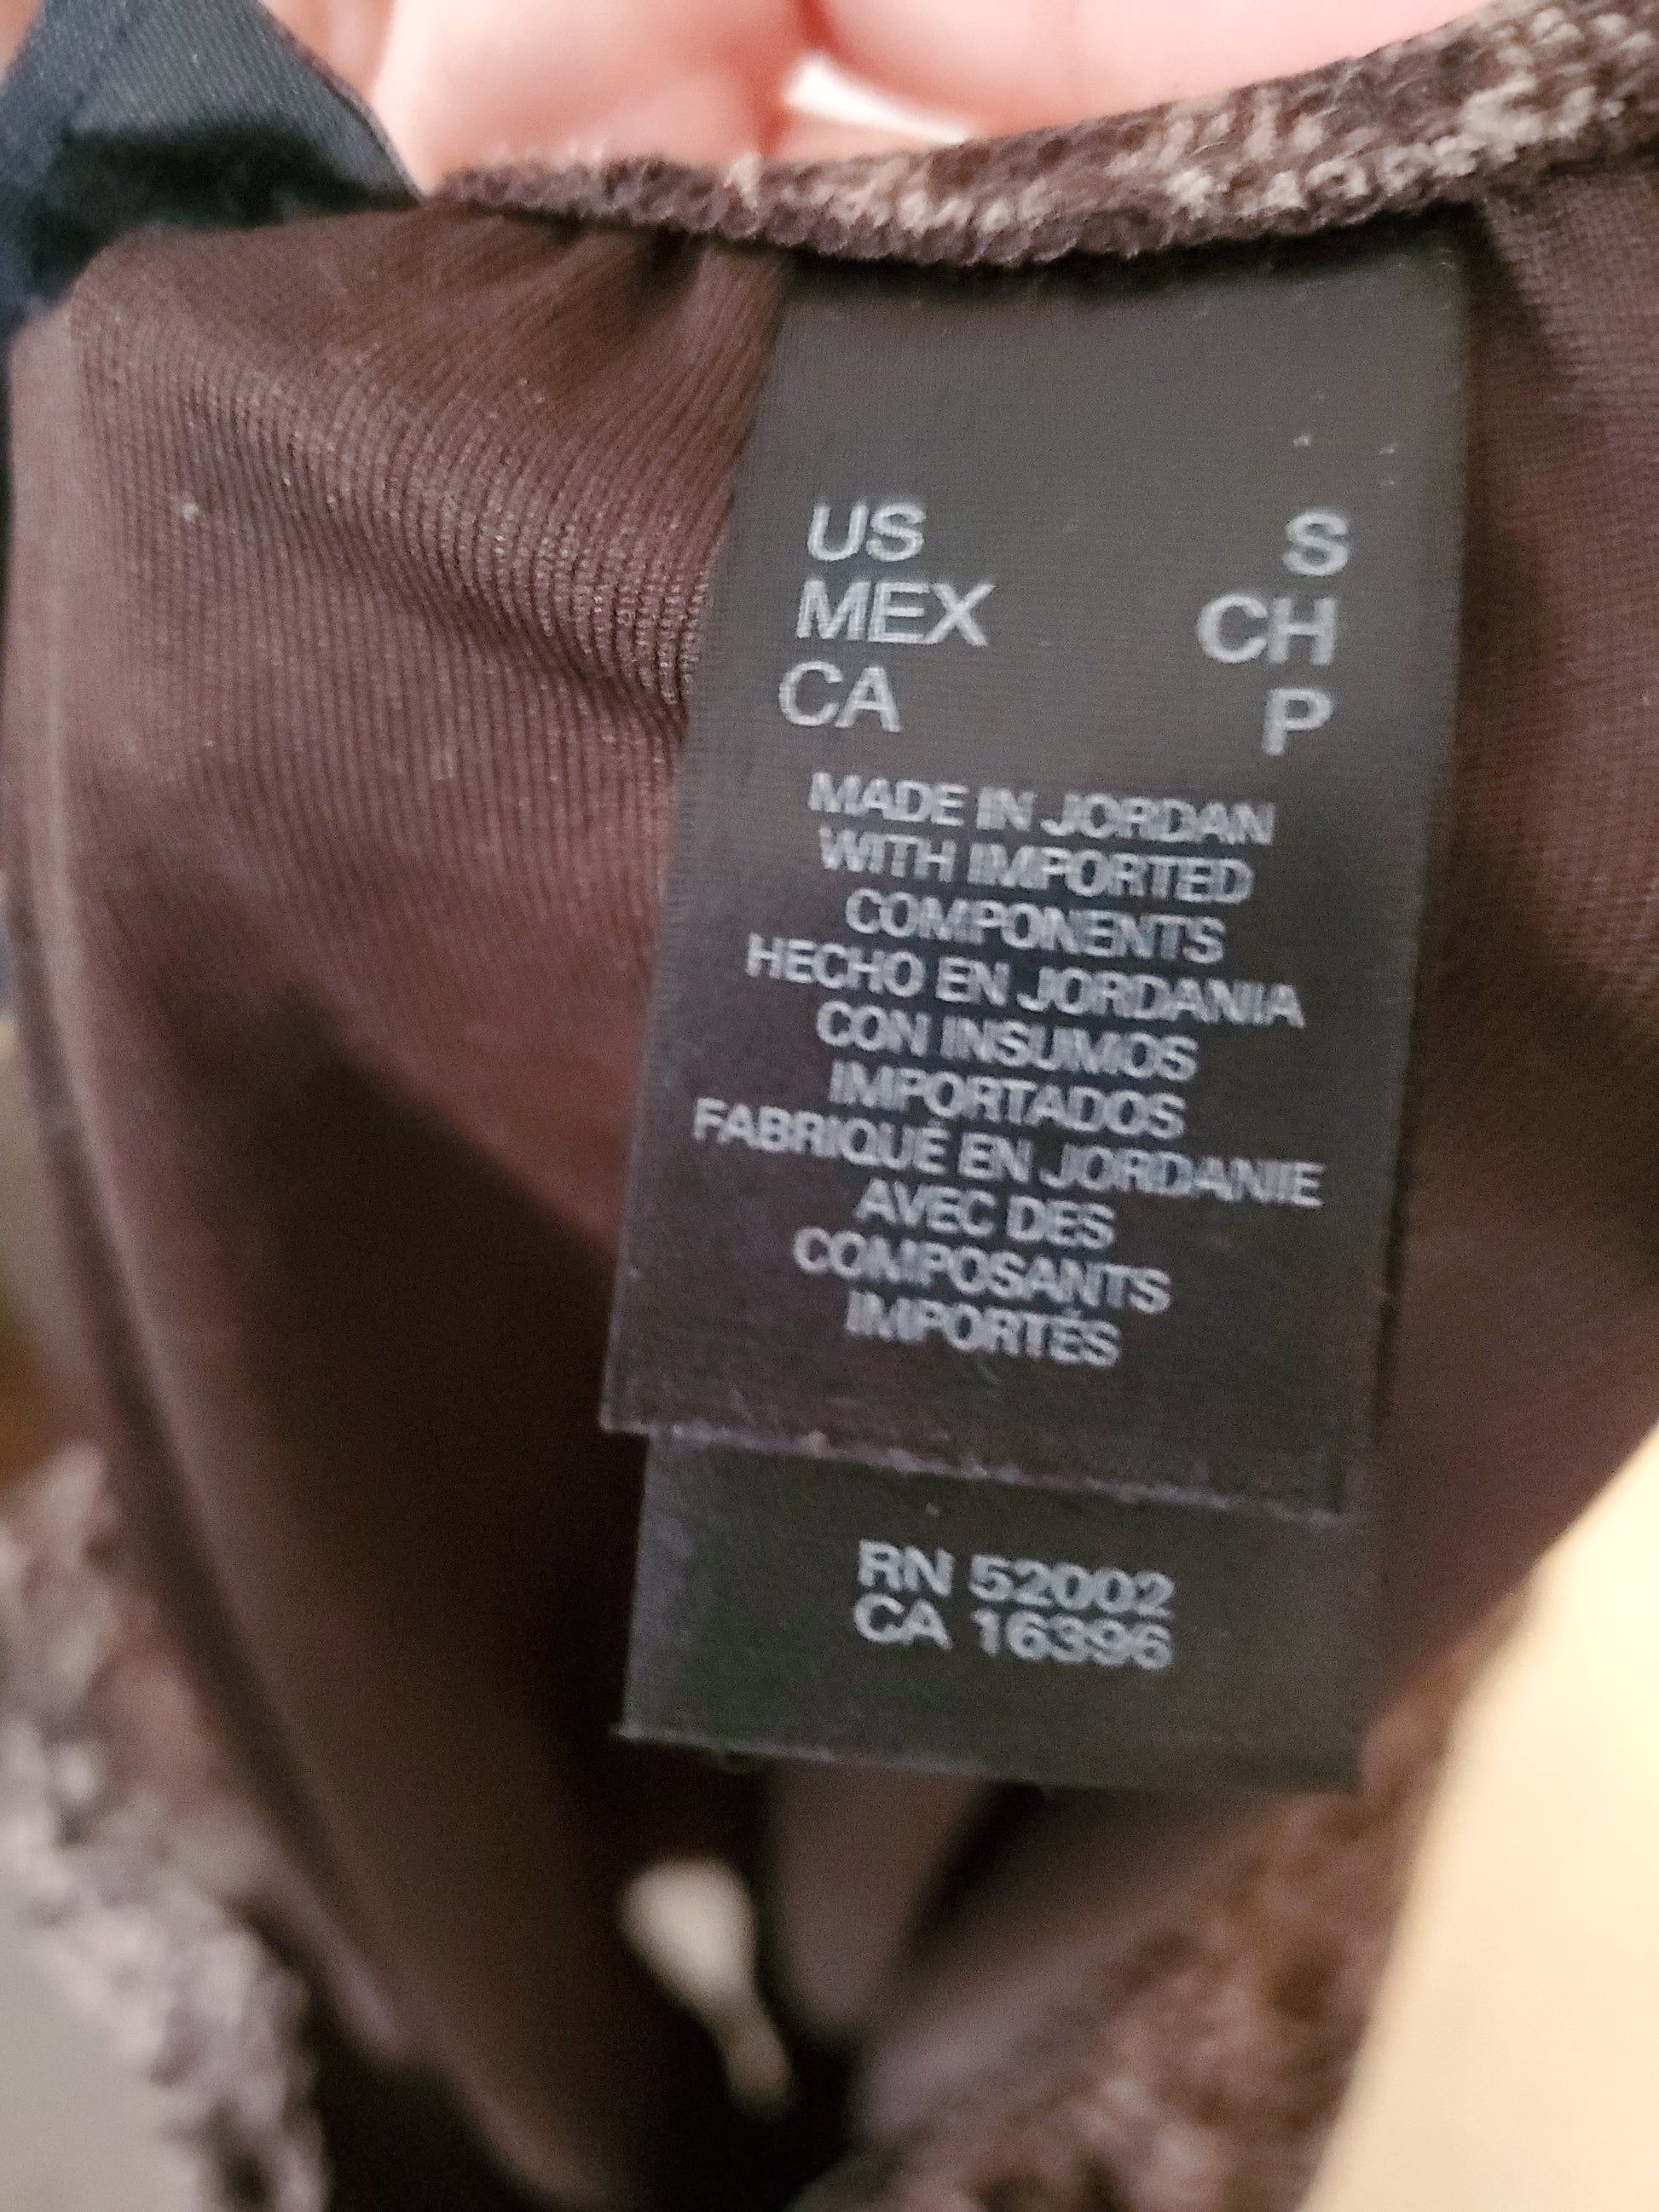 US S
MEX CH
CA P
MADE IN JORDAN
WITH IMPORTED
COMPONENTS
HECHO EN JORDANIA
CON INSUMOS
IMPORTADOS
FABRIQUÉ EN JORDANIE
AVEC DES
COMPOSANTS
IMPORTÉS
RN 52002
CA 16396